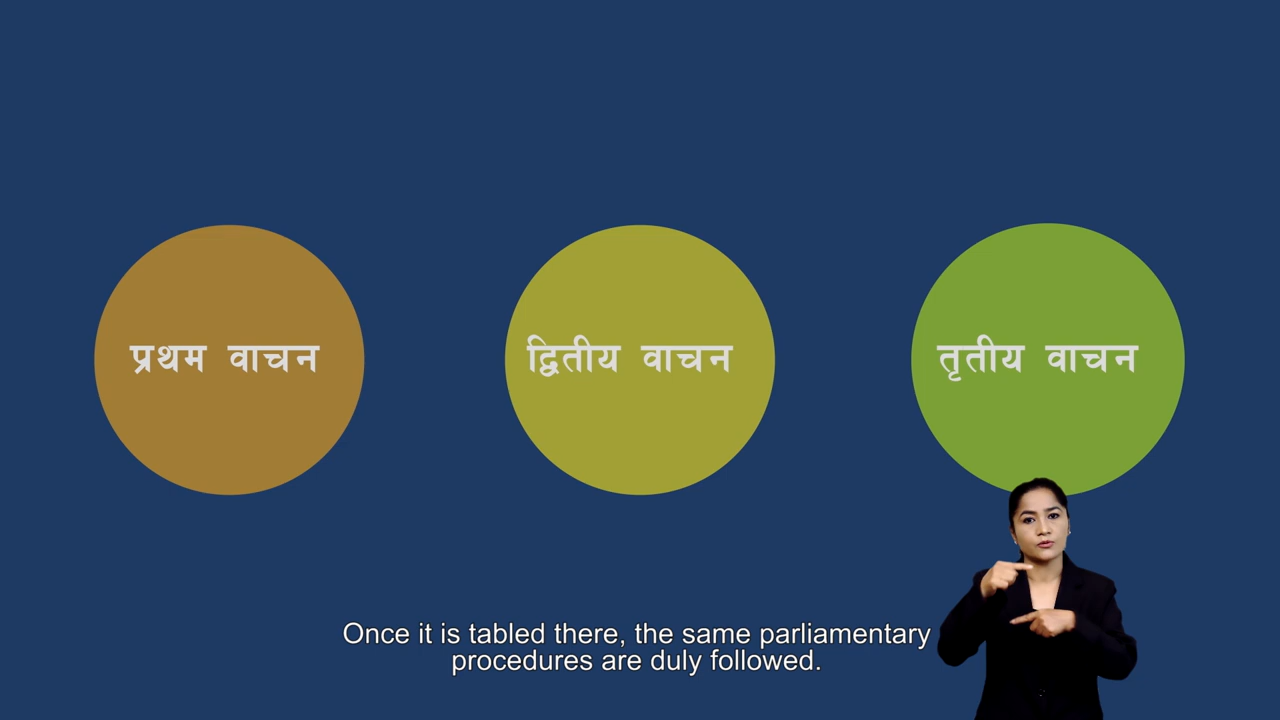 प्रथम वाचन
द्वितीय वाचन
तृतीय वाचन
Once it is tabled there, the same parliamentary
procedures are duly followed.